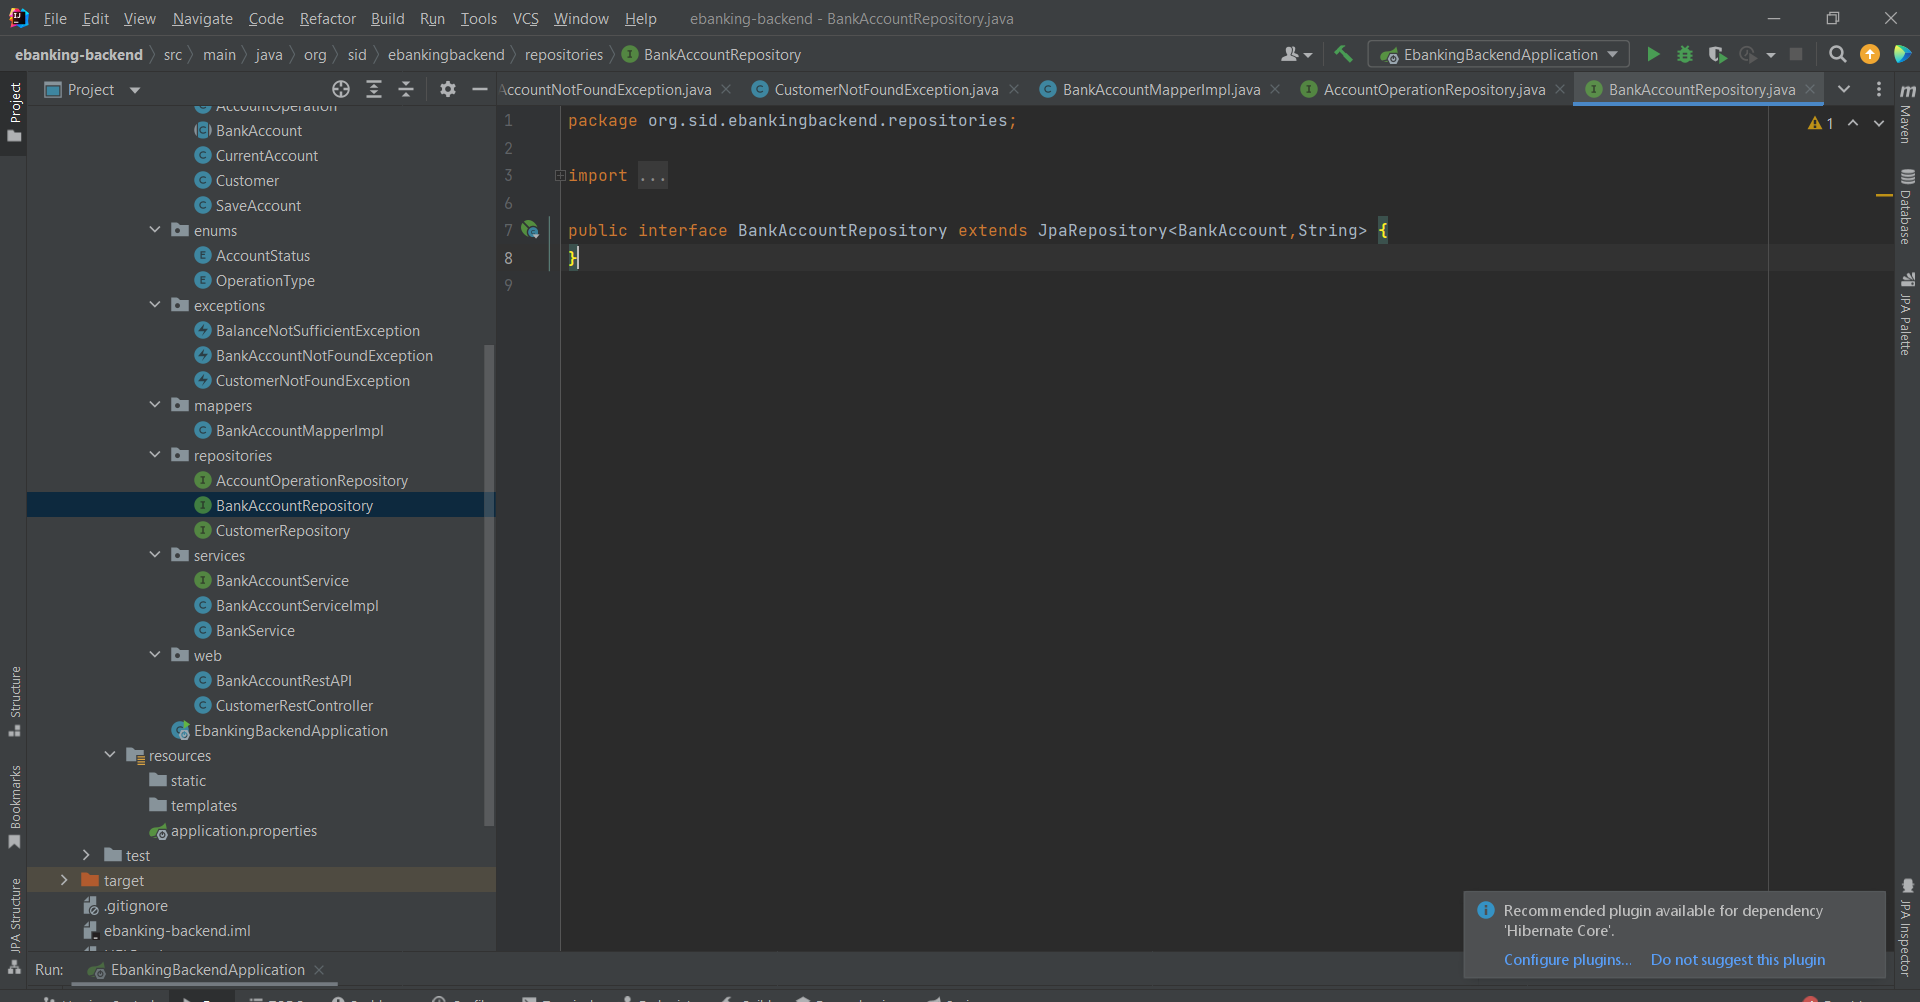 File Edit View Navigate Code Refactor Build Run Tools VCS Window Help ebanking-backend - BankAccountRepository.java
ebanking-backend src main java org sid ebankingbackend repositories BankAccountRepository EbankingBackendApplication
Project AccountNotFoundException.java CustomerNotFoundException.java BankAccountMapperImpl.java AccountOperationRepository.java BankAccountRepository.java
Project
AccountOperation
BankAccount
CurrentAccount
Customer
SaveAccount
enums
AccountStatus
OperationType
exceptions
BalanceNotSufficientException
BankAccountNotFoundException
CustomerNotFoundException
mappers
BankAccountMapperImpl
repositories
AccountOperationRepository
BankAccountRepository
CustomerRepository
services
BankAccountService
BankAccountServiceImpl
BankService
web
BankAccountRestAPI
CustomerRestController
EbankingBackendApplication
resources
static
templates
application.properties
test
target
.gitignore
ebanking-backend.iml
Structure
Bookmarks
JPA Structure
1 package org.sid.ebankingbackend.repositories;
2
3 import ...
6
7 public interface BankAccountRepository extends JpaRepository<BankAccount,String> {
8 }
9
1
Maven
Database
JPA Palette
JPA Inspector
Recommended plugin available for dependency
'Hibernate Core'.
Configure plugins... Do not suggest this plugin
Run: EbankingBackendApplication